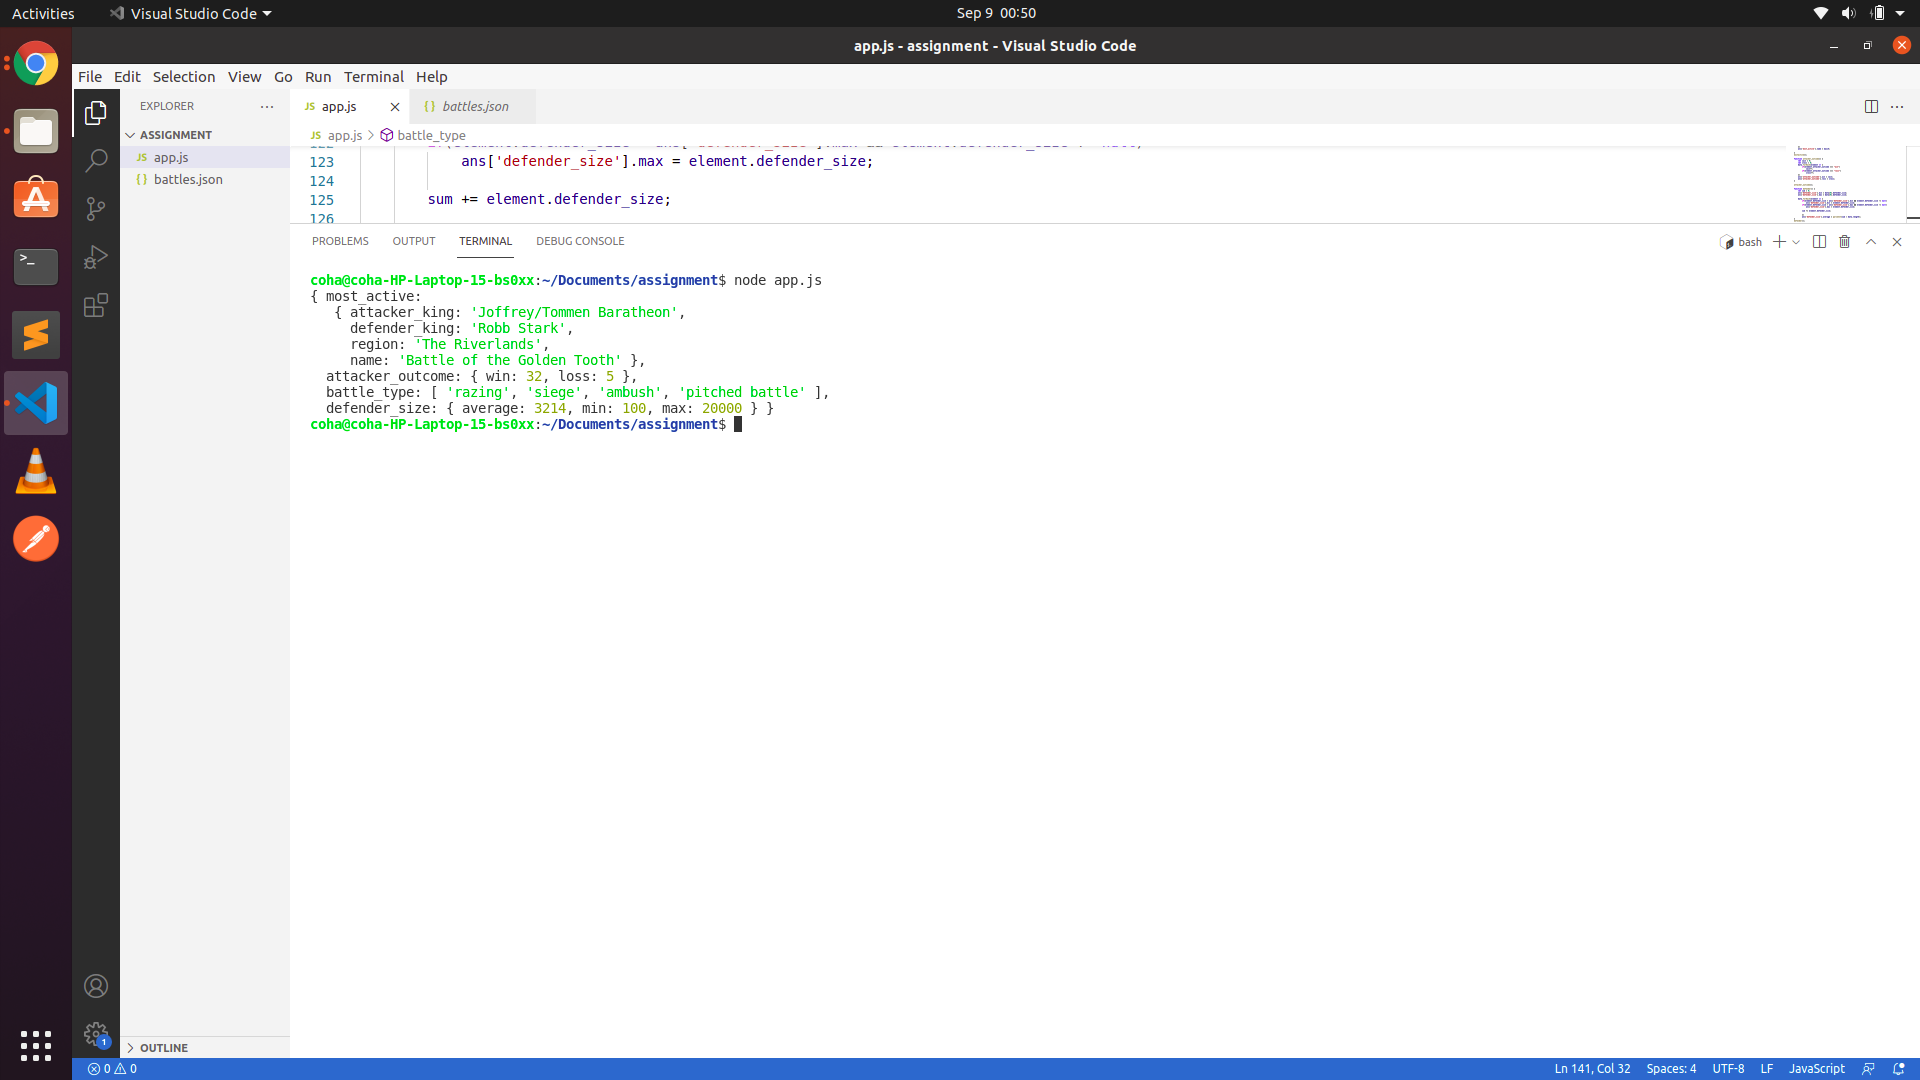 Activities
Visual Studio Code
Sep 9 00:50
app.js - assignment - Visual Studio Code
File Edit Selection View Go Run Terminal Help
EXPLORER
JS app.js
{ } battles.json
ASSIGNMENT
JS app.js > battle_type
JS app.js
{ } battles.json
123 ans['defender_size'].max = element.defender_size;
124
125 sum += element.defender_size;
126
PROBLEMS OUTPUT TERMINAL DEBUG CONSOLE
bash
coha@coha-HP-Laptop-15-bs0xx:~/Documents/assignment$ node app.js
{ most_active:
{ attacker_king: 'Joffrey/Tommen Baratheon',
defender_king: 'Robb Stark',
region: 'The Riverlands',
name: 'Battle of the Golden Tooth' },
attacker_outcome: { win: 32, loss: 5 },
battle_type: [ 'razing', 'siege', 'ambush', 'pitched battle' ],
defender_size: { average: 3214, min: 100, max: 20000 } }
coha@coha-HP-Laptop-15-bs0xx:~/Documents/assignment$
OUTLINE
1
0 0
Ln 141, Col 32 Spaces: 4 UTF-8 LF JavaScript